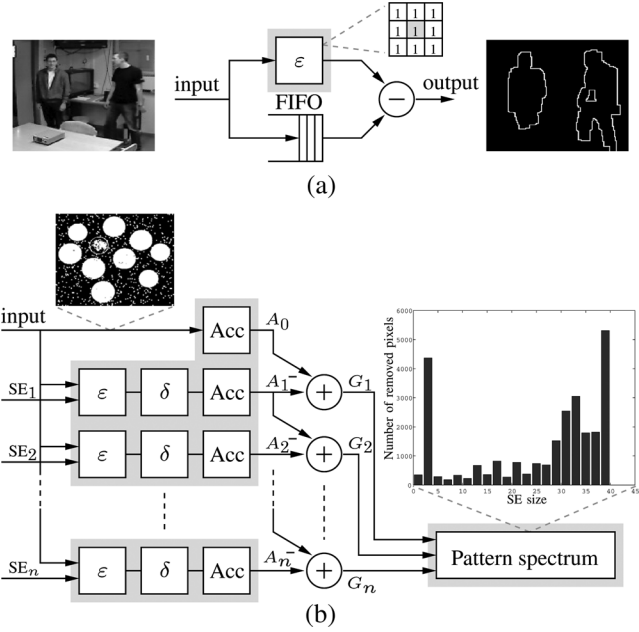 1 1 1
1 1 1
1 1 1
ε
input
output
FIFO
−
(a)
input
Acc
A0
SE1
ε
δ
Acc
A1
−
+
G1
SE2
ε
δ
Acc
A2
−
+
G2
SEn
ε
δ
Acc
An
−
+
Gn
Number of removed pixels
6000
5000
4000
3000
2000
1000
0
0 5 10 15 20 25 30 35 40 45
SE size
Pattern spectrum
(b)